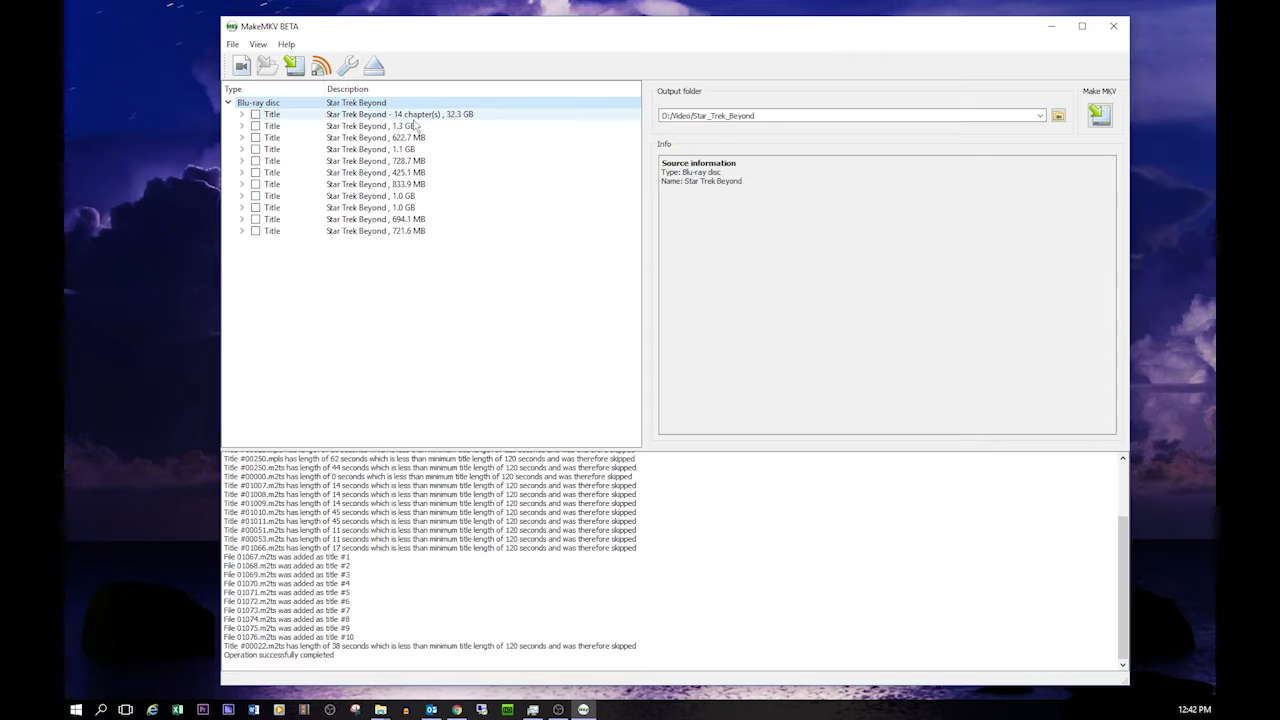 MakeMKV BETA
File View Help
Type Description
Blu-ray disc Star Trek Beyond
Title Star Trek Beyond - 14 chapter(s) , 32.3 GB
Title Star Trek Beyond , 1.3 GB
Title Star Trek Beyond , 622.7 MB
Title Star Trek Beyond , 1.1 GB
Title Star Trek Beyond , 728.7 MB
Title Star Trek Beyond , 425.1 MB
Title Star Trek Beyond , 833.9 MB
Title Star Trek Beyond , 1.0 GB
Title Star Trek Beyond , 1.0 GB
Title Star Trek Beyond , 694.1 MB
Title Star Trek Beyond , 721.6 MB
Output folder
D:/video/Star_Trek_Beyond
Make MKV
Info
Source information
Type: Blu-ray disc
Name: Star Trek Beyond
Title #00250.mpls has length of 62 seconds which is less than minimum title length of 120 seconds and was therefore skipped
Title #00250.m2ts has length of 44 seconds which is less than minimum title length of 120 seconds and was therefore skipped
Title #00000.m2ts has length of 0 seconds which is less than minimum title length of 120 seconds and was therefore skipped
Title #01007.m2ts has length of 14 seconds which is less than minimum title length of 120 seconds and was therefore skipped
Title #01008.m2ts has length of 14 seconds which is less than minimum title length of 120 seconds and was therefore skipped
Title #01009.m2ts has length of 14 seconds which is less than minimum title length of 120 seconds and was therefore skipped
Title #01010.m2ts has length of 45 seconds which is less than minimum title length of 120 seconds and was therefore skipped
Title #01011.m2ts has length of 45 seconds which is less than minimum title length of 120 seconds and was therefore skipped
Title #00051.m2ts has length of 11 seconds which is less than minimum title length of 120 seconds and was therefore skipped
Title #00053.m2ts has length of 11 seconds which is less than minimum title length of 120 seconds and was therefore skipped
Title #01066.m2ts has length of 17 seconds which is less than minimum title length of 120 seconds and was therefore skipped
File 01067.m2ts was added as title #1
File 01068.m2ts was added as title #2
File 01069.m2ts was added as title #3
File 01070.m2ts was added as title #4
File 01071.m2ts was added as title #5
File 01072.m2ts was added as title #6
File 01073.m2ts was added as title #7
File 01074.m2ts was added as title #8
File 01075.m2ts was added as title #9
File 01076.m2ts was added as title #10
Title #00022.m2ts has length of 38 seconds which is less than minimum title length of 120 seconds and was therefore skipped
Operation successfully completed
12:42 PM